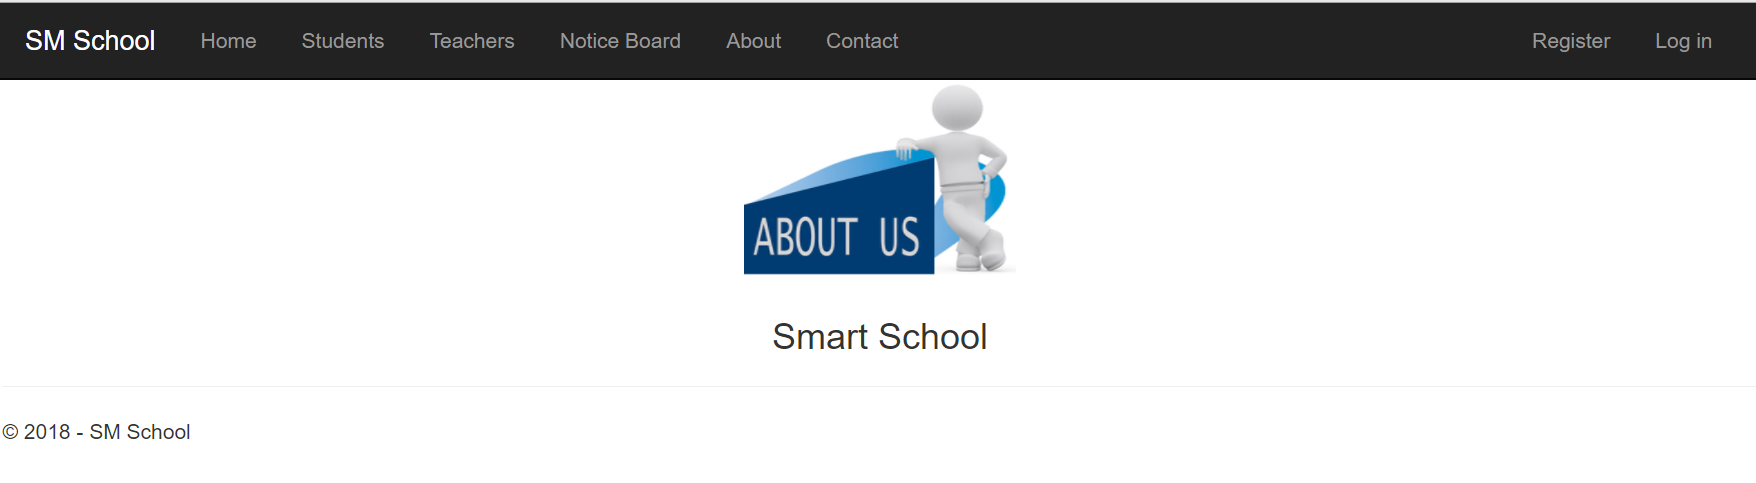 SM School Home Students Teachers Notice Board About Contact Register Log in
ABOUT US
Smart School
© 2018 - SM School